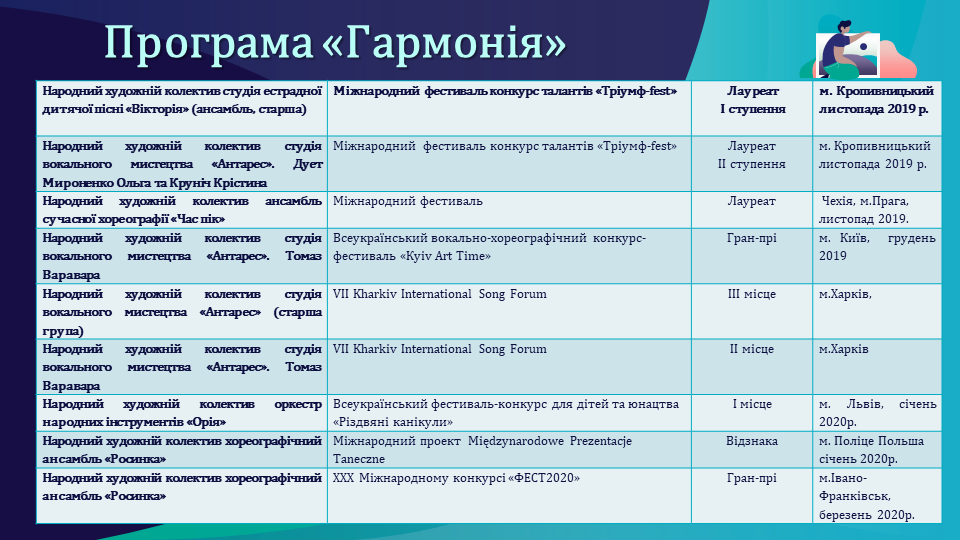 Програма «Гармонія»
Народний художній колектив студія естрадної
дитячої пісні «Вікторія» (ансамбль, старша)
Міжнародний фестиваль конкурс талантів «Тріумф-fest»
Лауреат
І ступення
м. Кропивницький
листопада 2019 р.
Народний художній колектив студія
вокального мистецтва «Антарес». Дует
Мироненко Ольга та Круніч Крістина
Міжнародний фестиваль конкурс талантів «Тріумф-fest»
Лауреат
ІІ ступення
м. Кропивницький
листопада 2019 р.
Народний художній колектив ансамбль
сучасної хореографії «Час пік»
Міжнародний фестиваль
Лауреат
Чехія, м.Прага,
листопад 2019.
Народний художній колектив студія
вокального мистецтва «Антарес». Томаз
Варавара
Всеукраїнський вокально-хореографічний конкурс-
фестиваль «Kyiv Art Time»
Гран-прі
м. Київ, грудень
2019
Народний художній колектив студія
вокального мистецтва «Антарес» (старша
група)
VII Kharkiv International Song Forum
ІІІ місце
м.Харків,
Народний художній колектив студія
вокального мистецтва «Антарес». Томаз
Варавара
VII Kharkiv International Song Forum
ІІ місце
м.Харків
Народний художній колектив оркестр
народних інструментів «Орія»
Всеукраїнський фестиваль-конкурс для дітей та юнацтва
«Різдвяні канікули»
І місце
м. Львів, січень
2020р.
Народний художній колектив хореографічний
ансамбль «Росинка»
Міжнародний проект Międzynarodowe Prezentacje
Taneczne
Відзнака
м. Поліце Польша
січень 2020р.
Народний художній колектив хореографічний
ансамбль «Росинка»
ХХХ Міжнародному конкурсі «ФЕСТ2020»
Гран-прі
м.Івано-
Франківськ,
березень 2020р.